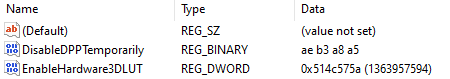 Name Type Data
(Default) REG_SZ (value not set)
DisableDPPTemporarily REG_BINARY ae b3 a8 a5
EnableHardware3DLUT REG_DWORD 0x514c575a (1363957594)